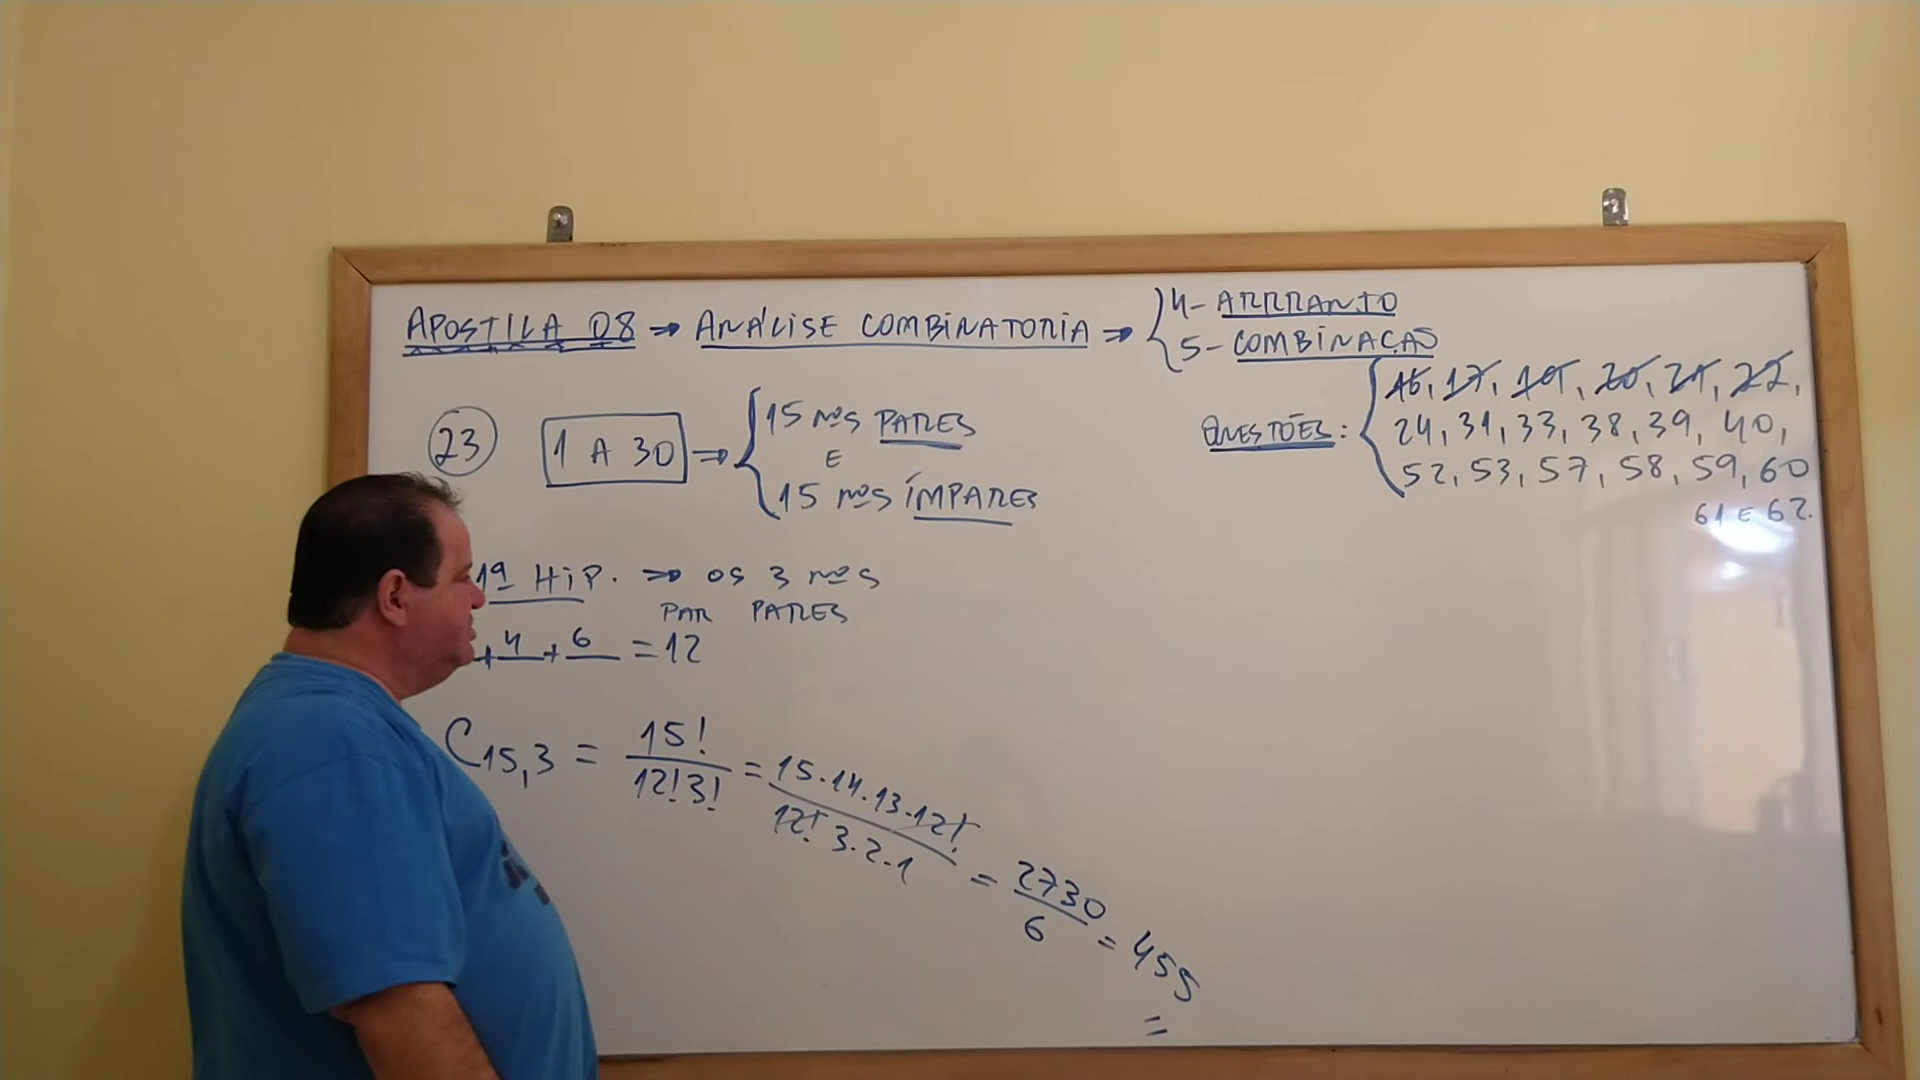 APOSTILA 08 ⇒ ANÁLISE COMBINATÓRIA ⇒ { 4- ARRRANJO
5- COMBINAÇÃO
23 1 A 30 ⇒ { 15 nos PARES
E
15 nos ÍMPARES
QUESTÕES: { 16, 17, 19, 20, 21, 22,
24, 31, 33, 38, 39, 40,
52, 53, 57, 58, 59, 60
61 E 62.
1ª HIP. ⇒ OS 3 nos
PAR PARES
+ 4 + 6 = 12
C15,3 = 15! / 12!3! = 15.14.13.12! / 12! 3.2.1 = 2730 / 6 = 455
=